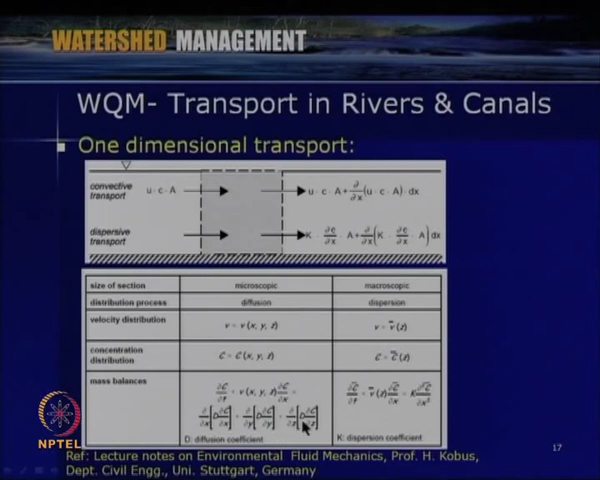 WATERSHED MANAGEMENT
WQM- Transport in Rivers & Canals
One dimensional transport:
convective transport u · c · A u · c · A + ∂/∂x (u · c · A) · dx
dispersive transport K · ∂c/∂x · A + ∂/∂x (K · ∂c/∂x · A) dx
size of section microscopic macroscopic
distribution process diffusion dispersion
velocity distribution v = v(x, y, z) v = v̄(z)
concentration distribution C = C(x, y, z) C = C̄(z)
mass balances
D: diffusion coefficient K: dispersion coefficient
NPTEL
17
Ref: Lecture notes on Environmental Fluid Mechanics, Prof. H. Kobus,
Dept. Civil Engg., Uni. Stuttgart, Germany